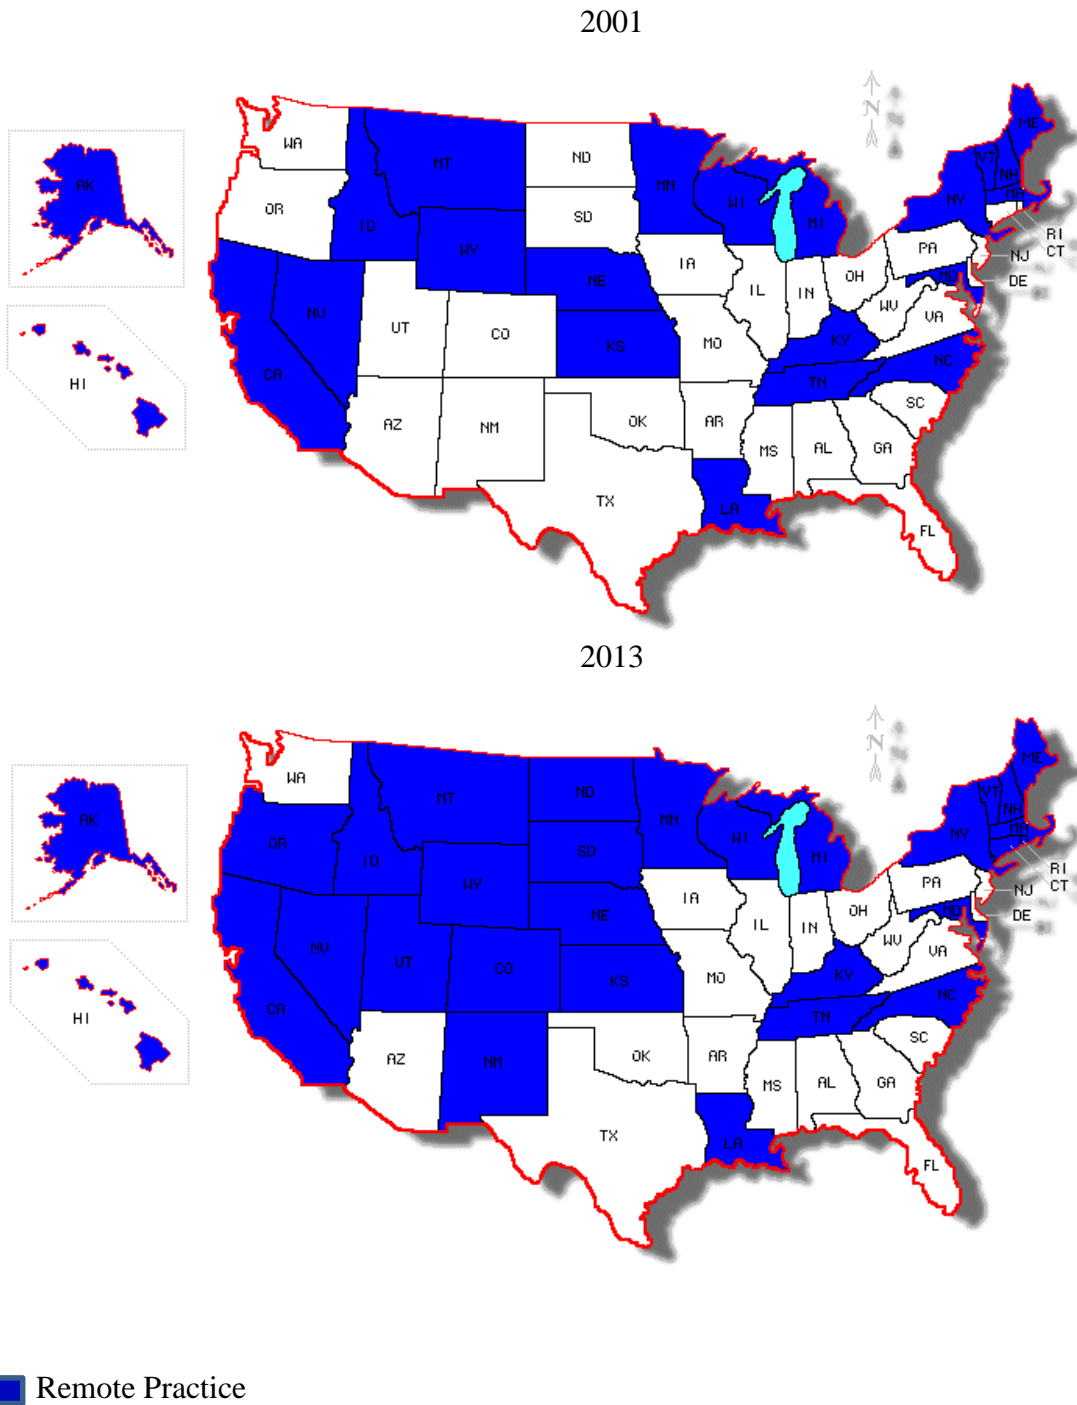 2001
N
WA
MT
ND
MN
ME
VT
NH
AK
OR
ID
SD
WI
MI
NY
MA
WY
RI
PA
CT
IA
NJ
NE
OH
MD
DE
NV
IL
IN
WV
UT
CO
VA
MO
KS
KY
CA
NC
HI
TN
SC
AZ
NM
OK
AR
MS
AL
GA
TX
LA
FL
2013
N
WA
MT
ND
MN
ME
VT
NH
AK
OR
ID
SD
WI
MI
NY
MA
RI
WY
PA
CT
NJ
NE
IA
OH
MD
DE
NV
IL
IN
WV
UT
CO
VA
MO
KS
KY
CA
NC
HI
TN
SC
AZ
NM
OK
AR
MS
AL
GA
TX
LA
FL
Remote Practice